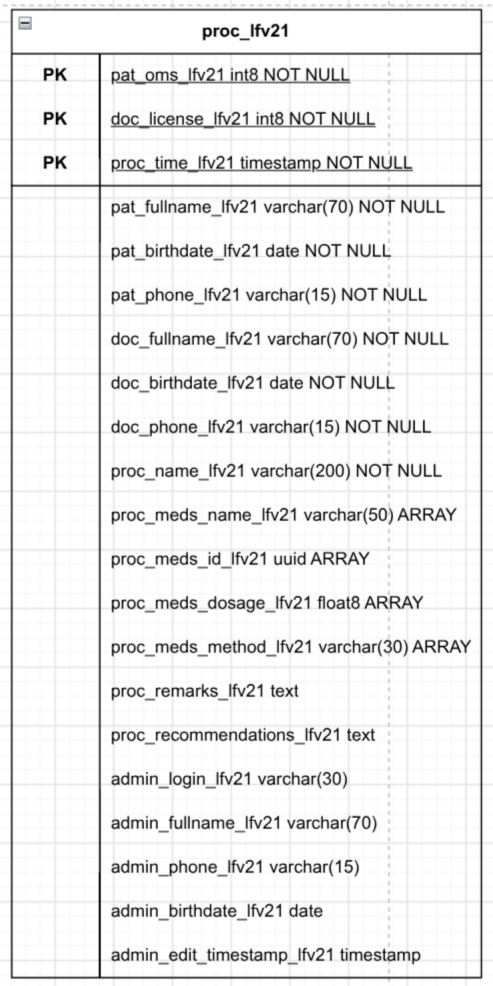 proc_lfv21
PK pat_oms_lfv21 int8 NOT NULL
PK doc_license_lfv21 int8 NOT NULL
PK proc_time_lfv21 timestamp NOT NULL
pat_fullname_lfv21 varchar(70) NOT NULL
pat_birthdate_lfv21 date NOT NULL
pat_phone_lfv21 varchar(15) NOT NULL
doc_fullname_lfv21 varchar(70) NOT NULL
doc_birthdate_lfv21 date NOT NULL
doc_phone_lfv21 varchar(15) NOT NULL
proc_name_lfv21 varchar(200) NOT NULL
proc_meds_name_lfv21 varchar(50) ARRAY
proc_meds_id_lfv21 uuid ARRAY
proc_meds_dosage_lfv21 float8 ARRAY
proc_meds_method_lfv21 varchar(30) ARRAY
proc_remarks_lfv21 text
proc_recommendations_lfv21 text
admin_login_lfv21 varchar(30)
admin_fullname_lfv21 varchar(70)
admin_phone_lfv21 varchar(15)
admin_birthdate_lfv21 date
admin_edit_timestamp_lfv21 timestamp